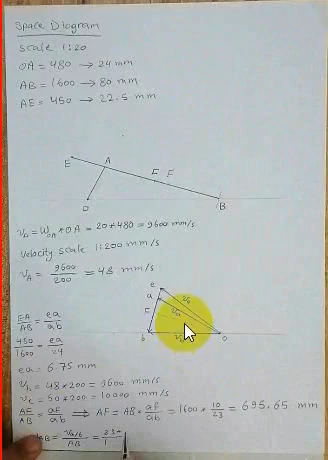 Space Diagram
scale 1:20
OA = 480 → 24 mm
AB = 1600 → 80 mm
AE = 450 → 22.5 mm
E A F F
O B
VA = WOA * OA = 20 * 480 = 9600 mm/s
Velocity scale 1:200 mm/s
VA = 9600/200 = 48 mm/s
e
a
b o
EA/AB = ea/ab
450/1600 = ea/24
ea = 6.75 mm
Vb = 48 * 200 = 9600 mm/s
Ve = 50 * 200 = 10000 mm/s
AF/AB = af/ab ⇒ AF = AB * af/ab = 1600 * 10/23 = 695.65 mm